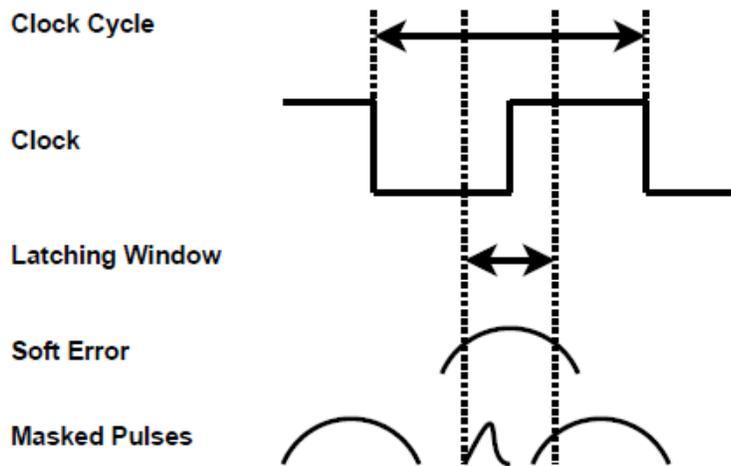 Clock Cycle
Clock
Latching Window
Soft Error
Masked Pulses